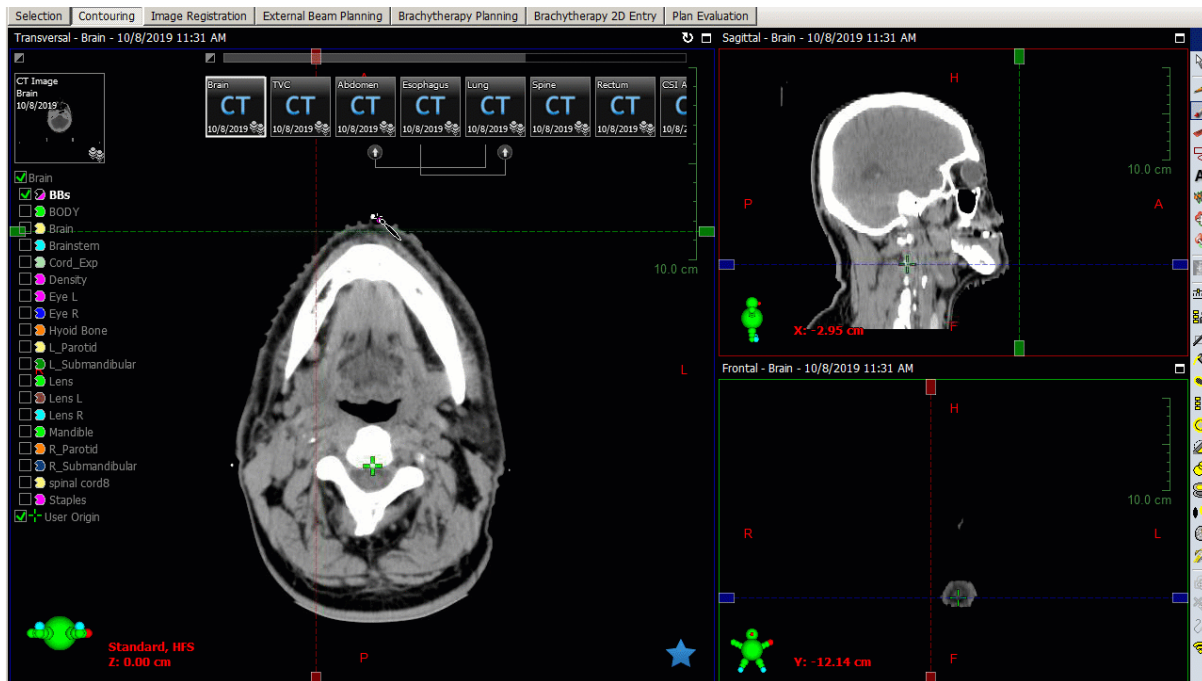 Selection Contouring Image Registration External Beam Planning Brachytherapy Planning Brachytherapy 2D Entry Plan Evaluation
Transversal - Brain - 10/8/2019 11:31 AM
CT Image
Brain
10/8/2019
Brain
CT
10/8/2019
TVC
CT
10/8/2019
Abdomen
CT
10/8/2019
Esophagus
CT
10/8/2019
Lung
CT
10/8/2019
Spine
CT
10/8/2019
Rectum
CT
10/8/2019
CSI A
C
10/8/2
Brain
BBs
BODY
Brain
Brainstem
Cord_Exp
Density
Eye L
Eye R
Hyoid Bone
L_Parotid
L_Submandibular
Lens
Lens L
Lens R
Mandible
R_Parotid
R_Submandibular
spinal cord8
Staples
User Origin
10.0 cm
R
L
P
Standard, HFS
Z: 0.00 cm
Sagittal - Brain - 10/8/2019 11:31 AM
H
10.0 cm
P
A
F
X: -2.95 cm
Frontal - Brain - 10/8/2019 11:31 AM
H
10.0 cm
R
L
F
Y: -12.14 cm
A